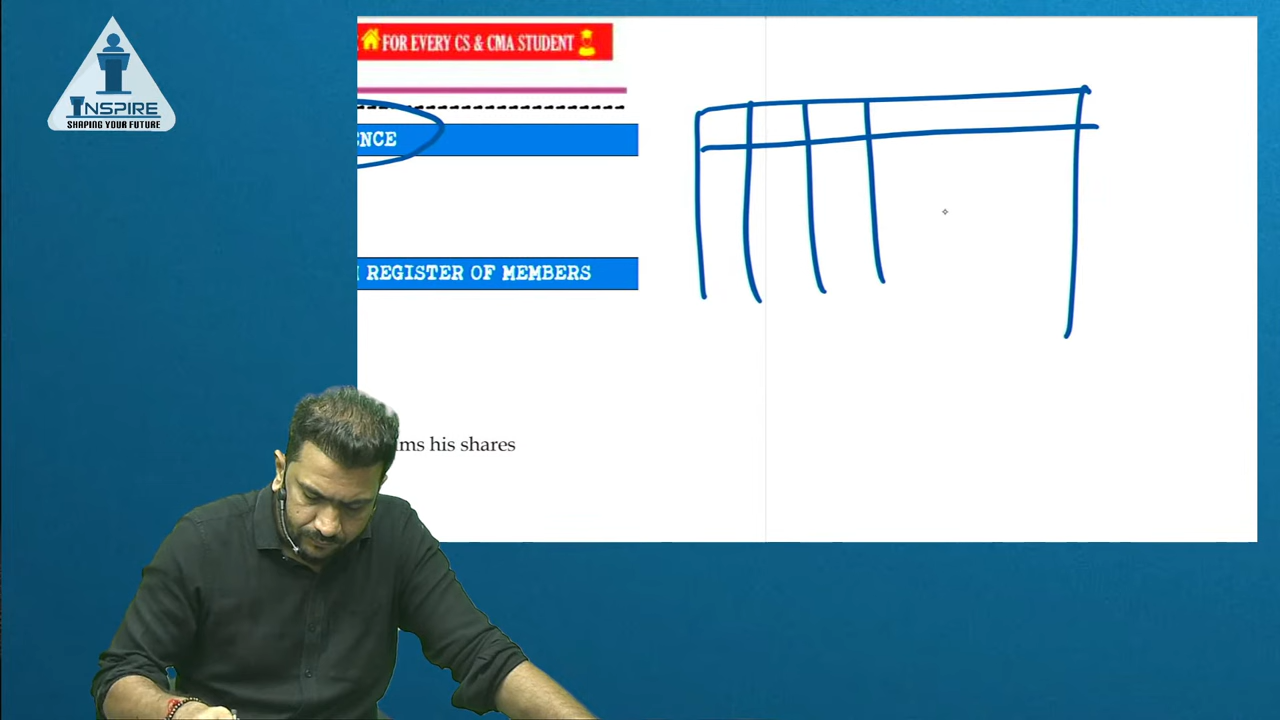 INSPIRE
SHAPING YOUR FUTURE
FOR EVERY CS & CMA STUDENT
NCE
REGISTER OF MEMBERS
ms his shares